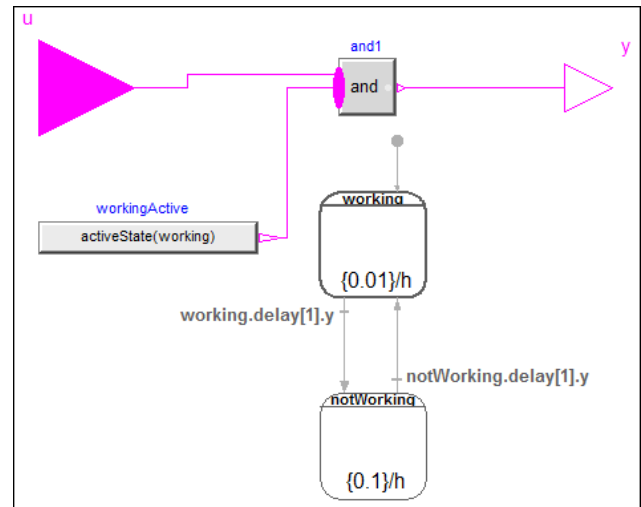 u
y
and1
and
workingActive
activeState(working)
working
{0.01}/h
working.delay[1].y
notWorking.delay[1].y
notWorking
{0.1}/h